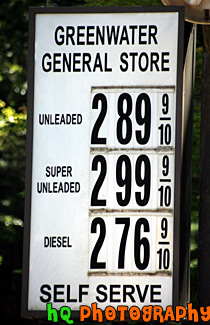 GREENWATER
GENERAL STORE
UNLEADED 2 89 9/10
SUPER
UNLEADED 2 99 9/10
DIESEL 2 76 9/10
SELF SERVE
hq PHOTOGRAPHY